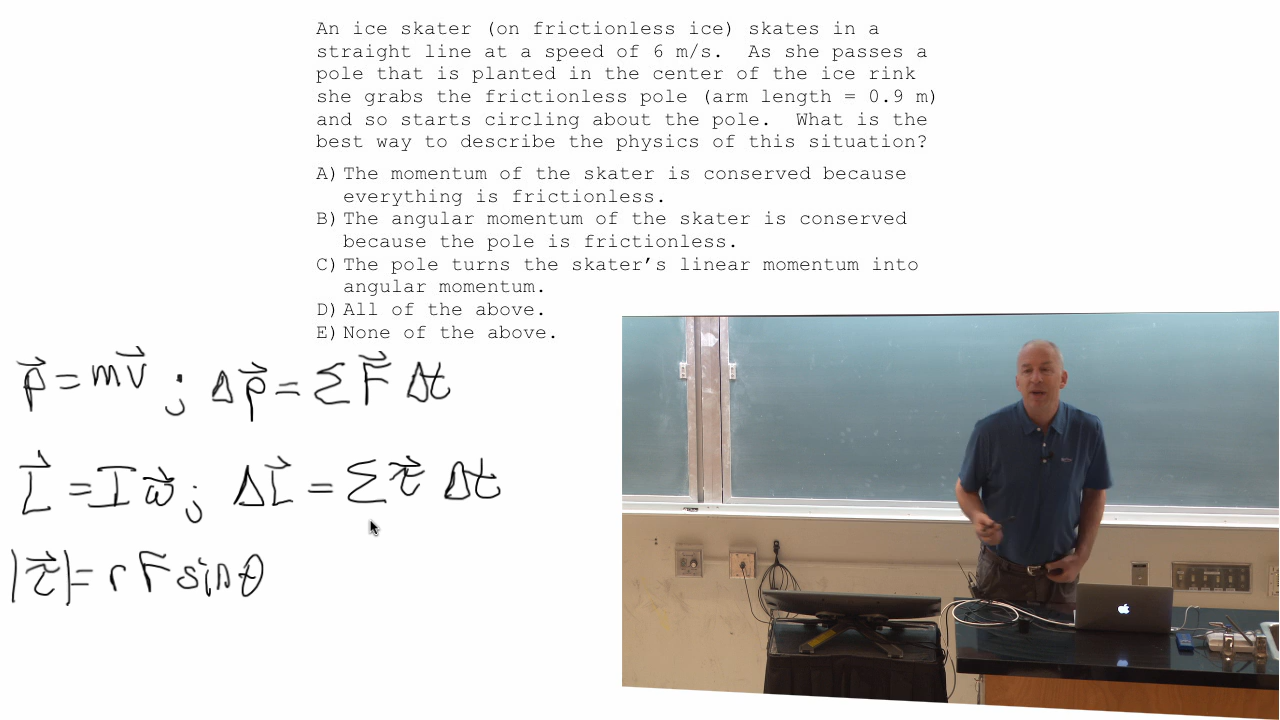 An ice skater (on frictionless ice) skates in a
straight line at a speed of 6 m/s. As she passes a
pole that is planted in the center of the ice rink
she grabs the frictionless pole (arm length = 0.9 m)
and so starts circling about the pole. What is the
best way to describe the physics of this situation?
A) The momentum of the skater is conserved because
everything is frictionless.
B) The angular momentum of the skater is conserved
because the pole is frictionless.
C) The pole turns the skater's linear momentum into
angular momentum.
D) All of the above.
E) None of the above.
p⃗ = mv⃗ ; Δp⃗ = ΣF⃗ Δt
L⃗ = Iω⃗ ; ΔL⃗ = Στ⃗ Δt
|τ⃗| = r F sinθ